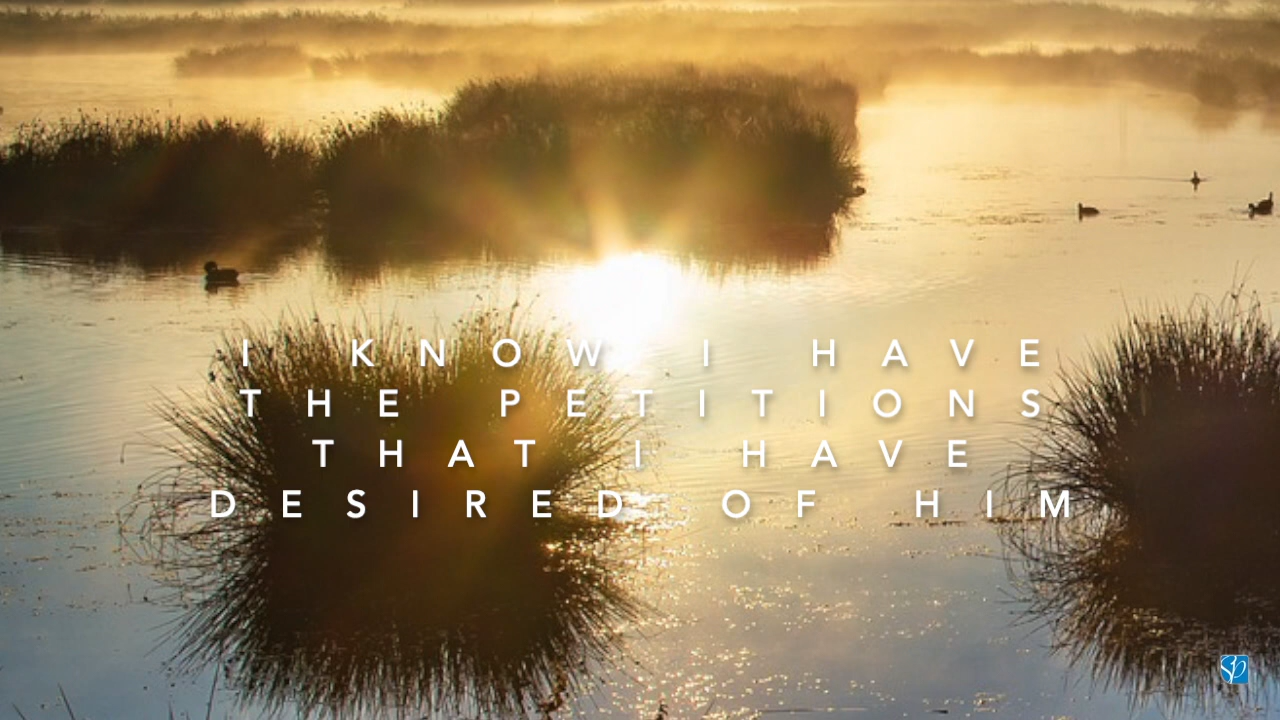 I KNOW I HAVE
THE PETITIONS
THAT I HAVE
DESIRED OF HIM